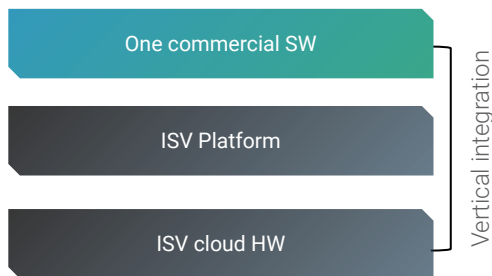 One commercial SW
ISV Platform
ISV cloud HW
Vertical integration